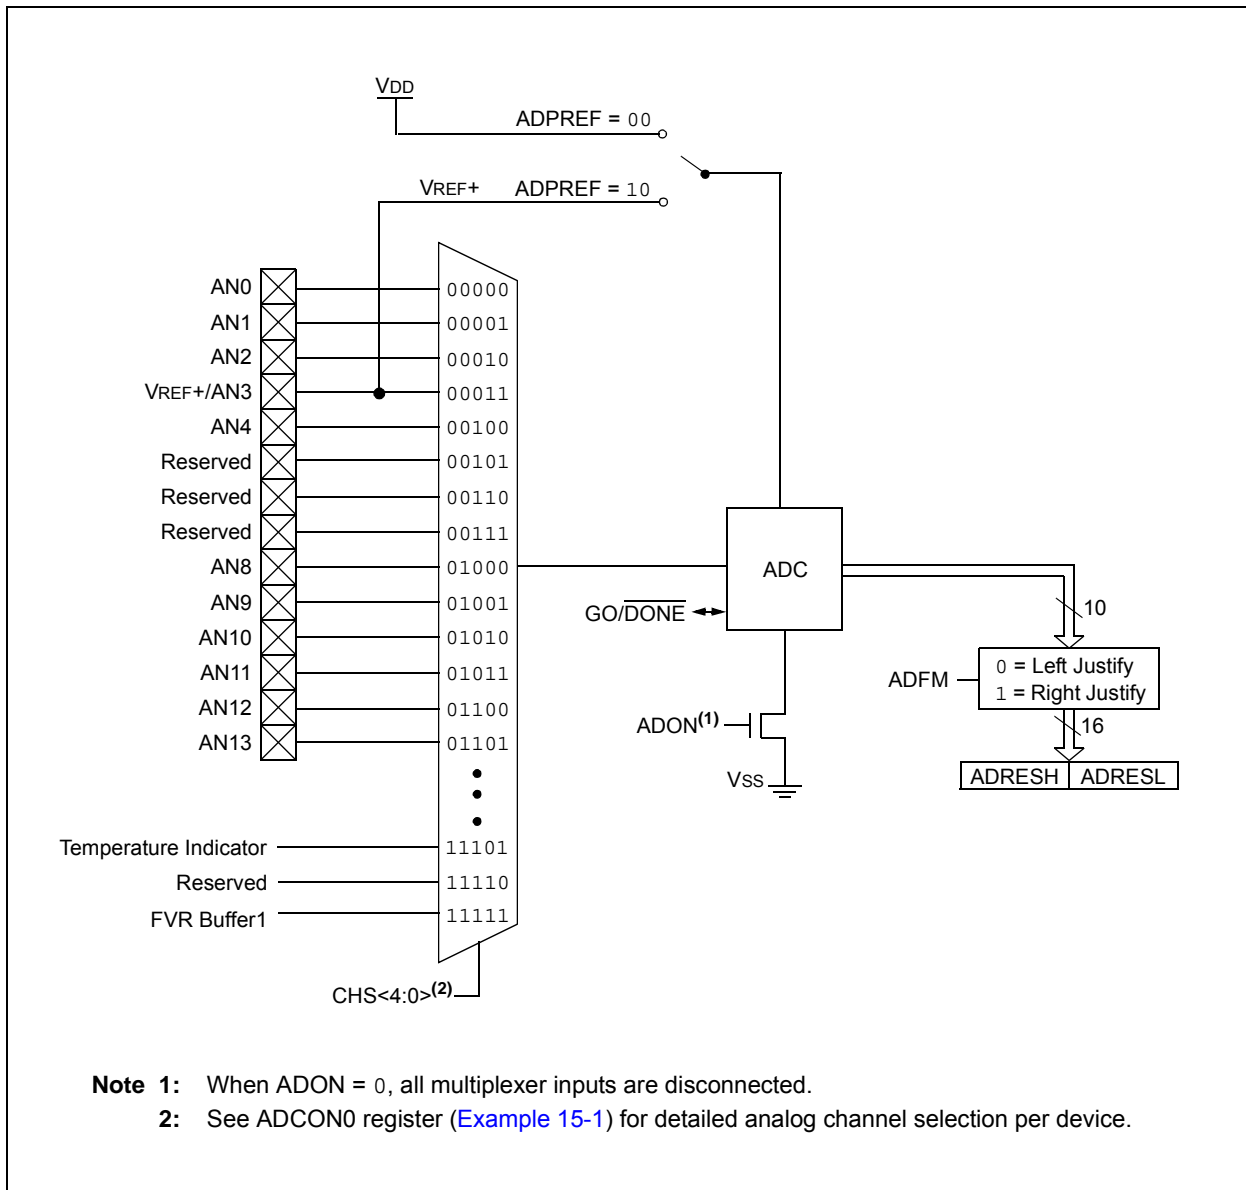 VDD
ADPREF = 00
VREF+ ADPREF = 10
AN0 00000
AN1 00001
AN2 00010
VREF+/AN3 00011
AN4 00100
Reserved 00101
Reserved 00110
Reserved 00111
AN8 01000
AN9 01001
AN10 01010
AN11 01011
AN12 01100
AN13 01101
Temperature Indicator 11101
Reserved 11110
FVR Buffer1 11111
CHS<4:0>(2)
ADC
GO/DONE
ADON(1)
VSS
10
ADFM
0 = Left Justify
1 = Right Justify
16
ADRESH ADRESL
Note 1: When ADON = 0, all multiplexer inputs are disconnected.
2: See ADCON0 register (Example 15-1) for detailed analog channel selection per device.